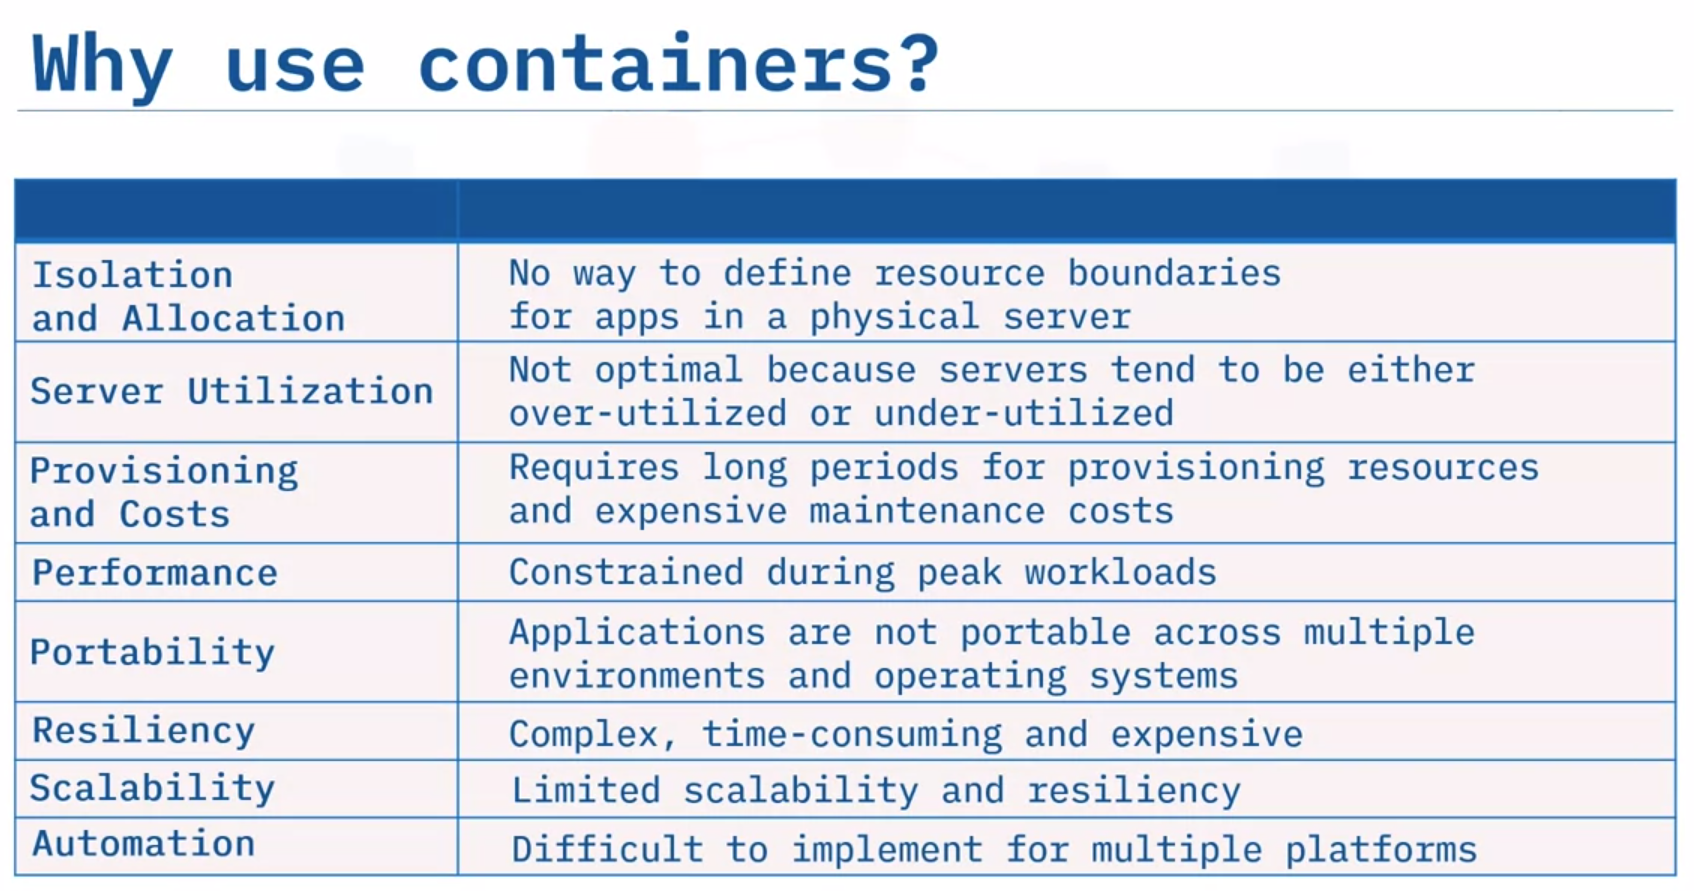 Why use containers?
Isolation
and Allocation
No way to define resource boundaries
for apps in a physical server
Server Utilization
Not optimal because servers tend to be either
over-utilized or under-utilized
Provisioning
and Costs
Requires long periods for provisioning resources
and expensive maintenance costs
Performance
Constrained during peak workloads
Portability
Applications are not portable across multiple
environments and operating systems
Resiliency
Complex, time-consuming and expensive
Scalability
Limited scalability and resiliency
Automation
Difficult to implement for multiple platforms